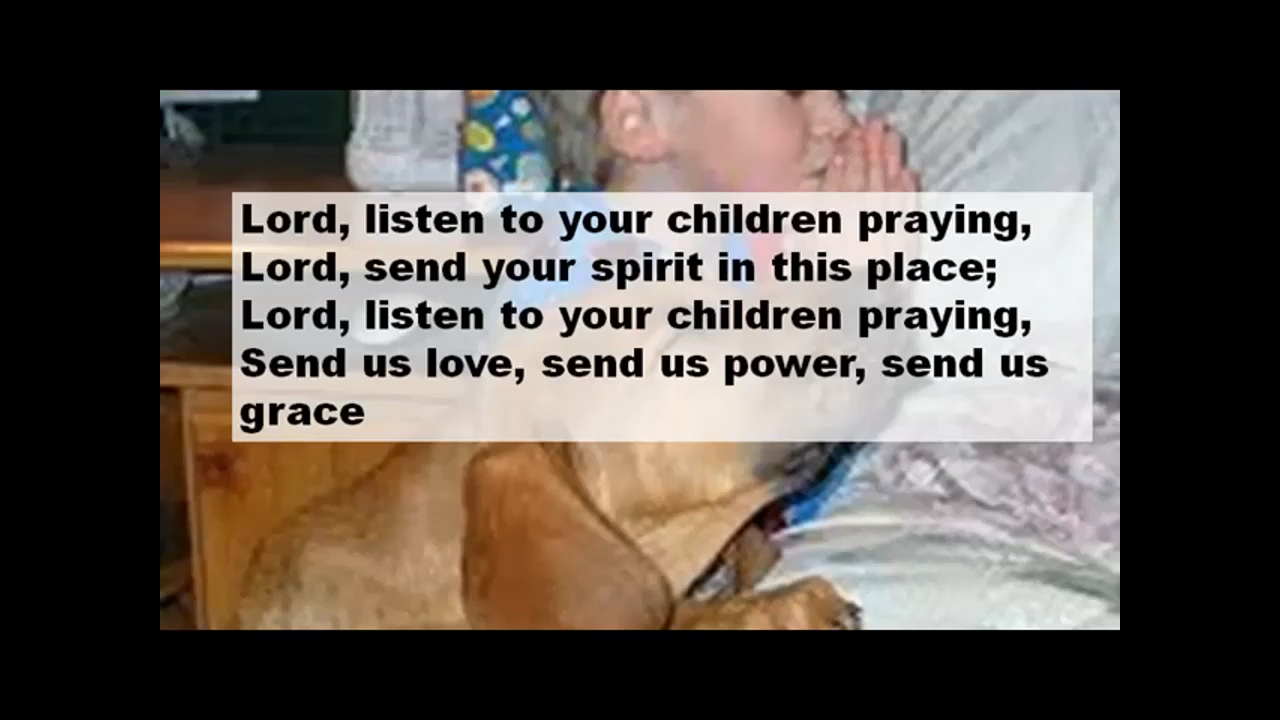 Lord, listen to your children praying,
Lord, send your spirit in this place;
Lord, listen to your children praying,
Send us love, send us power, send us
grace